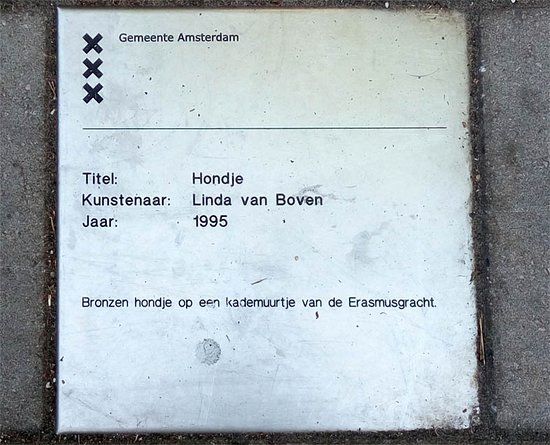 Gemeente Amsterdam
Titel: Hondje
Kunstenaar: Linda van Boven
Jaar: 1995
Bronzen hondje op een kademuurtje van de Erasmusgracht.